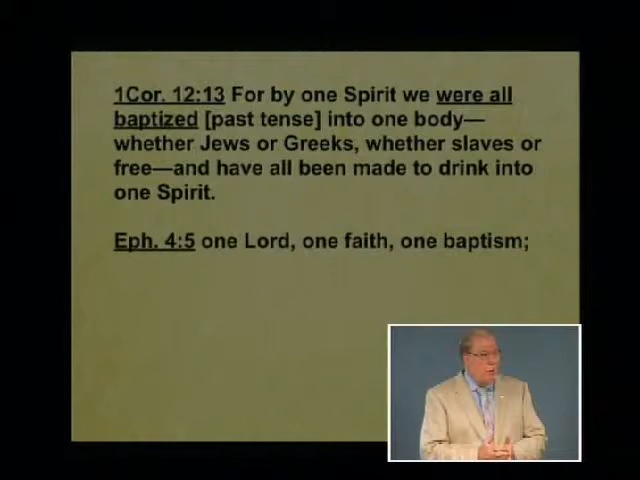 1Cor. 12:13 For by one Spirit we were all
baptized [past tense] into one body—
whether Jews or Greeks, whether slaves or
free—and have all been made to drink into
one Spirit.
Eph. 4:5 one Lord, one faith, one baptism;